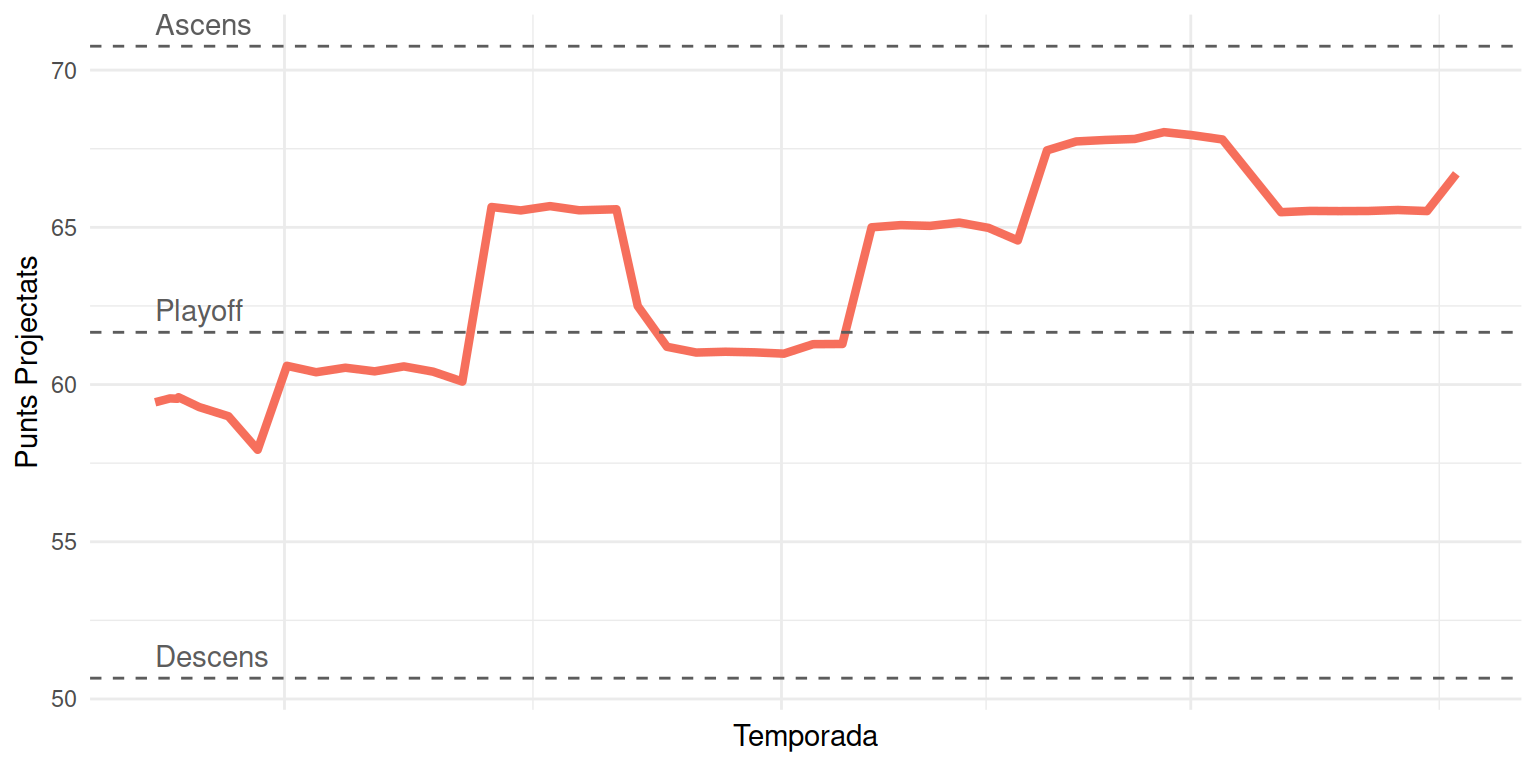 Ascens
70
65
Playoff
60
55
Descens
50
Punts Projectats
Temporada